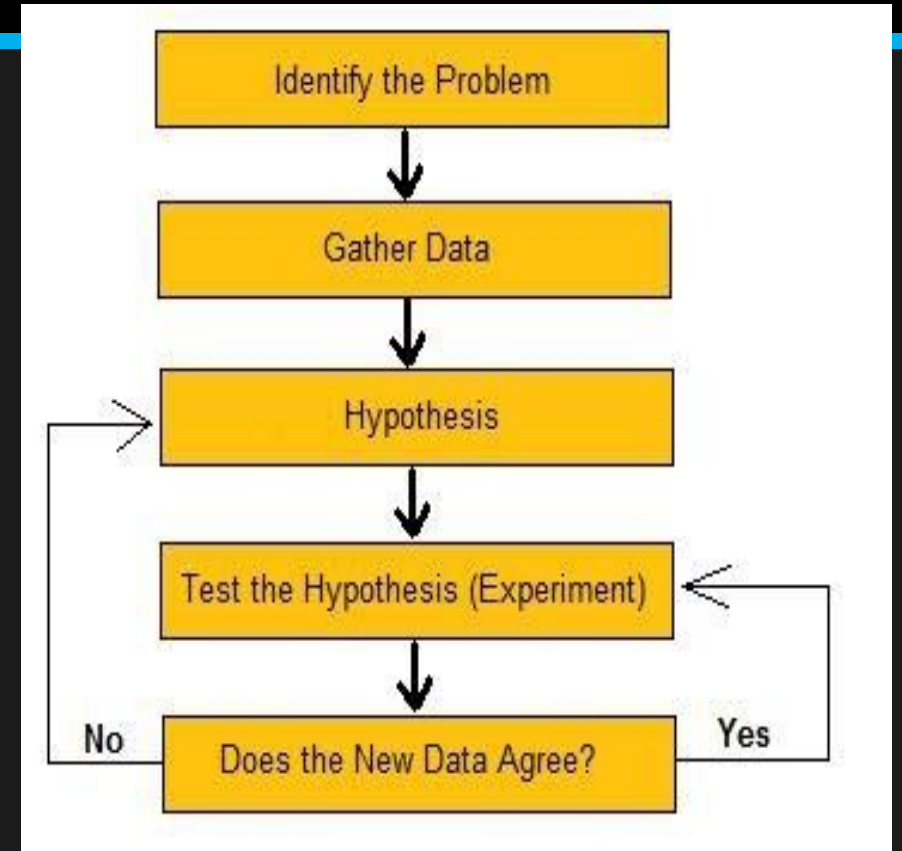 Identify the Problem
Gather Data
Hypothesis
Test the Hypothesis (Experiment)
No
Yes
Does the New Data Agree?